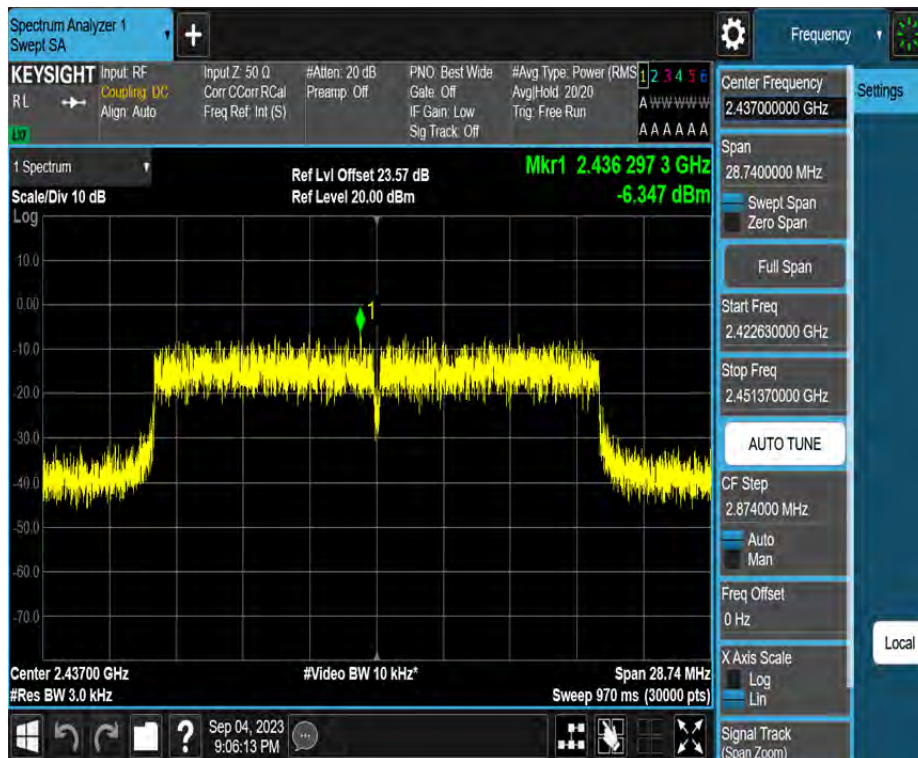 Spectrum Analyzer 1
Swept SA
+
Frequency
KEYSIGHT
RL
LXI
Input: RF
Coupling: DC
Align: Auto
Input Z: 50 Ω
Corr CCorr RCal
Freq Ref: Int (S)
#Atten: 20 dB
Preamp: Off
PNO: Best Wide
Gate: Off
IF Gain: Low
Sig Track: Off
#Avg Type: Power (RMS
Avg|Hold: 20/20
Trig: Free Run
1 2 3 4 5 6
A W W W W W
A A A A A A
1 Spectrum
Scale/Div 10 dB
Ref Lvl Offset 23.57 dB
Ref Level 20.00 dBm
Mkr1 2.436 297 3 GHz
-6.347 dBm
Log
10.0
0.00
-10.0
-20.0
-30.0
-40.0
-50.0
-60.0
-70.0
1
Center 2.43700 GHz
#Res BW 3.0 kHz
#Video BW 10 kHz*
Span 28.74 MHz
Sweep 970 ms (30000 pts)
?
Sep 04, 2023
9:06:13 PM
Center Frequency
2.437000000 GHz
Settings
Span
28.7400000 MHz
Swept Span
Zero Span
Full Span
Start Freq
2.422630000 GHz
Stop Freq
2.451370000 GHz
AUTO TUNE
CF Step
2.874000 MHz
Auto
Man
Freq Offset
0 Hz
X Axis Scale
Log
Lin
Local
Signal Track
(Span Zoom)